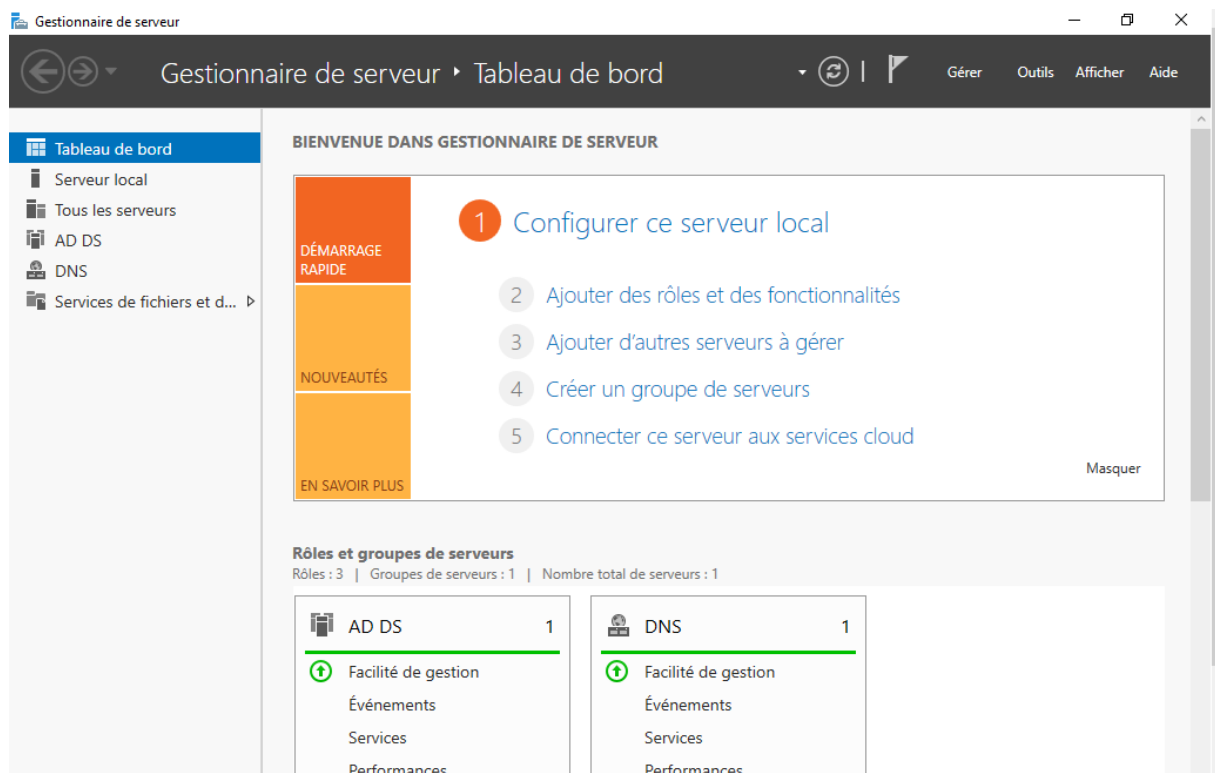 Gestionnaire de serveur
Gestionnaire de serveur ‣ Tableau de bord
Gérer Outils Afficher Aide
Tableau de bord
Serveur local
Tous les serveurs
AD DS
DNS
Services de fichiers et d...
BIENVENUE DANS GESTIONNAIRE DE SERVEUR
DÉMARRAGE
RAPIDE
NOUVEAUTÉS
EN SAVOIR PLUS
1 Configurer ce serveur local
2 Ajouter des rôles et des fonctionnalités
3 Ajouter d’autres serveurs à gérer
4 Créer un groupe de serveurs
5 Connecter ce serveur aux services cloud
Masquer
Rôles et groupes de serveurs
Rôles : 3 | Groupes de serveurs : 1 | Nombre total de serveurs : 1
AD DS 1
Facilité de gestion
Événements
Services
Performances
DNS 1
Facilité de gestion
Événements
Services
Performances